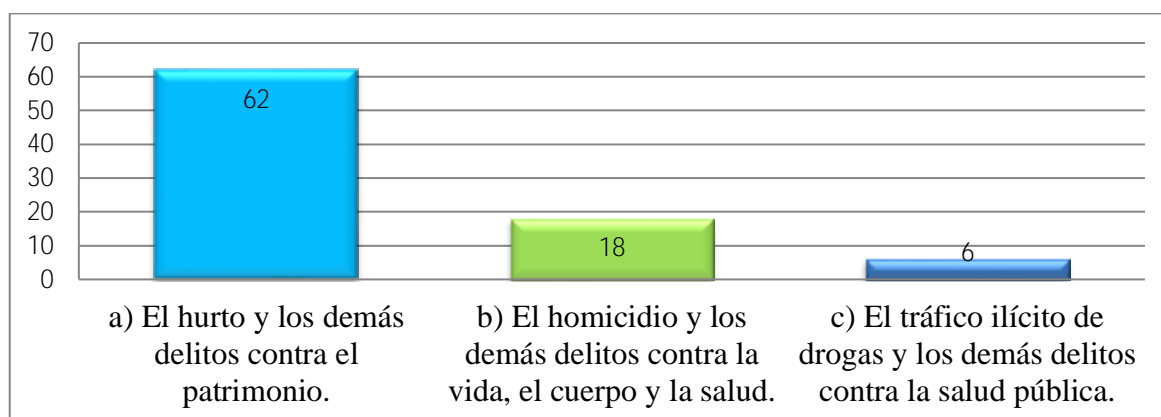 70
60
50
40
30
20
10
0
62
18
6
a) El hurto y los demás
delitos contra el
patrimonio.
b) El homicidio y los
demás delitos contra la
vida, el cuerpo y la salud.
c) El tráfico ilícito de
drogas y los demás delitos
contra la salud pública.